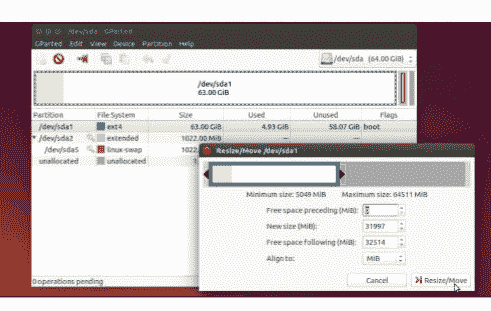 /dev/sda GParted
GParted Edit View Device Partition Help
/dev/sda (64.00 GiB)
/dev/sda1
63.00 GiB
Partition File System Size Used Unused Flags
/dev/sda1 ext4 63.00 GiB 4.93 GiB 58.07 GiB boot
/dev/sda2 extended 1022.00 MiB
/dev/sda5 linux-swap 1022
unallocated unallocated
0 operations pending
Resize/Move /dev/sda1
Minimum size: 5049 MiB Maximum size: 64511 MiB
Free space preceding (MiB):
New size (MiB): 31997
Free space following (MiB): 32514
Align to: MiB
Cancel Resize/Move